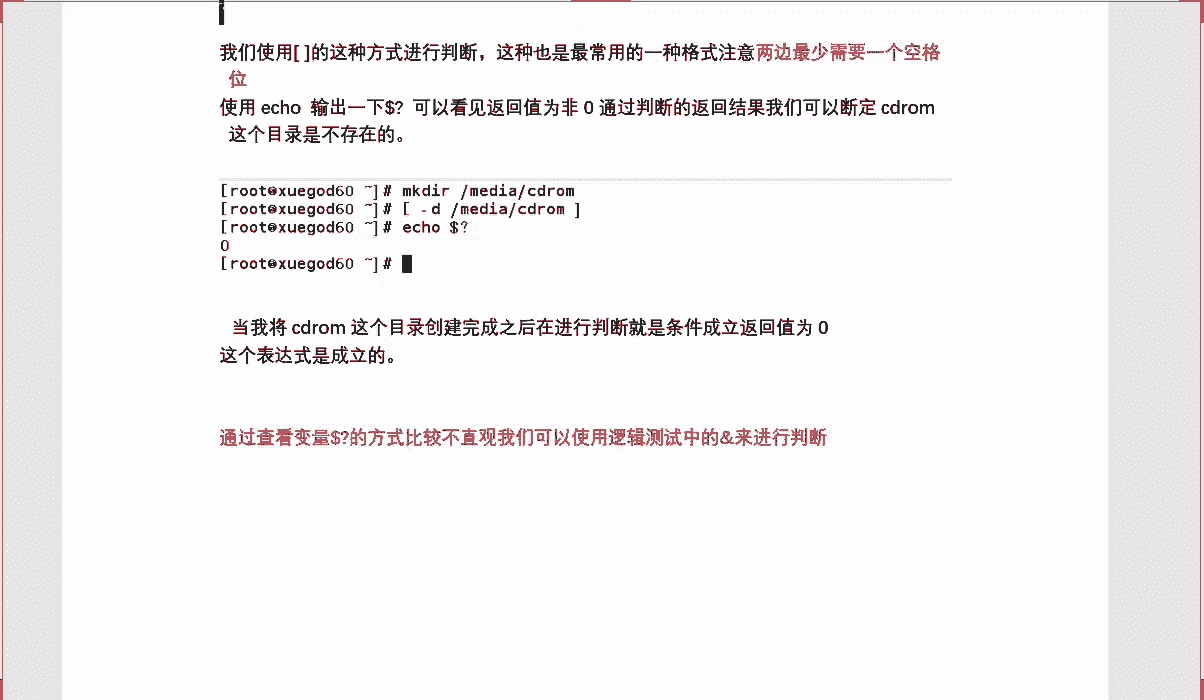 我们使用[ ]的这种方式进行判断，这种也是最常用的一种格式注意两边最少需要一个空格
位
使用 echo 输出一下$? 可以看见返回值为非 0 通过判断的返回结果我们可以断定 cdrom
这个目录是不存在的。
[root@xuegod60 ~]# mkdir /media/cdrom
[root@xuegod60 ~]# [ -d /media/cdrom ]
[root@xuegod60 ~]# echo $?
0
[root@xuegod60 ~]#
当我将 cdrom 这个目录创建完成之后在进行判断就是条件成立返回值为 0
这个表达式是成立的。
通过查看变量$?的方式比较不直观我们可以使用逻辑测试中的&来进行判断